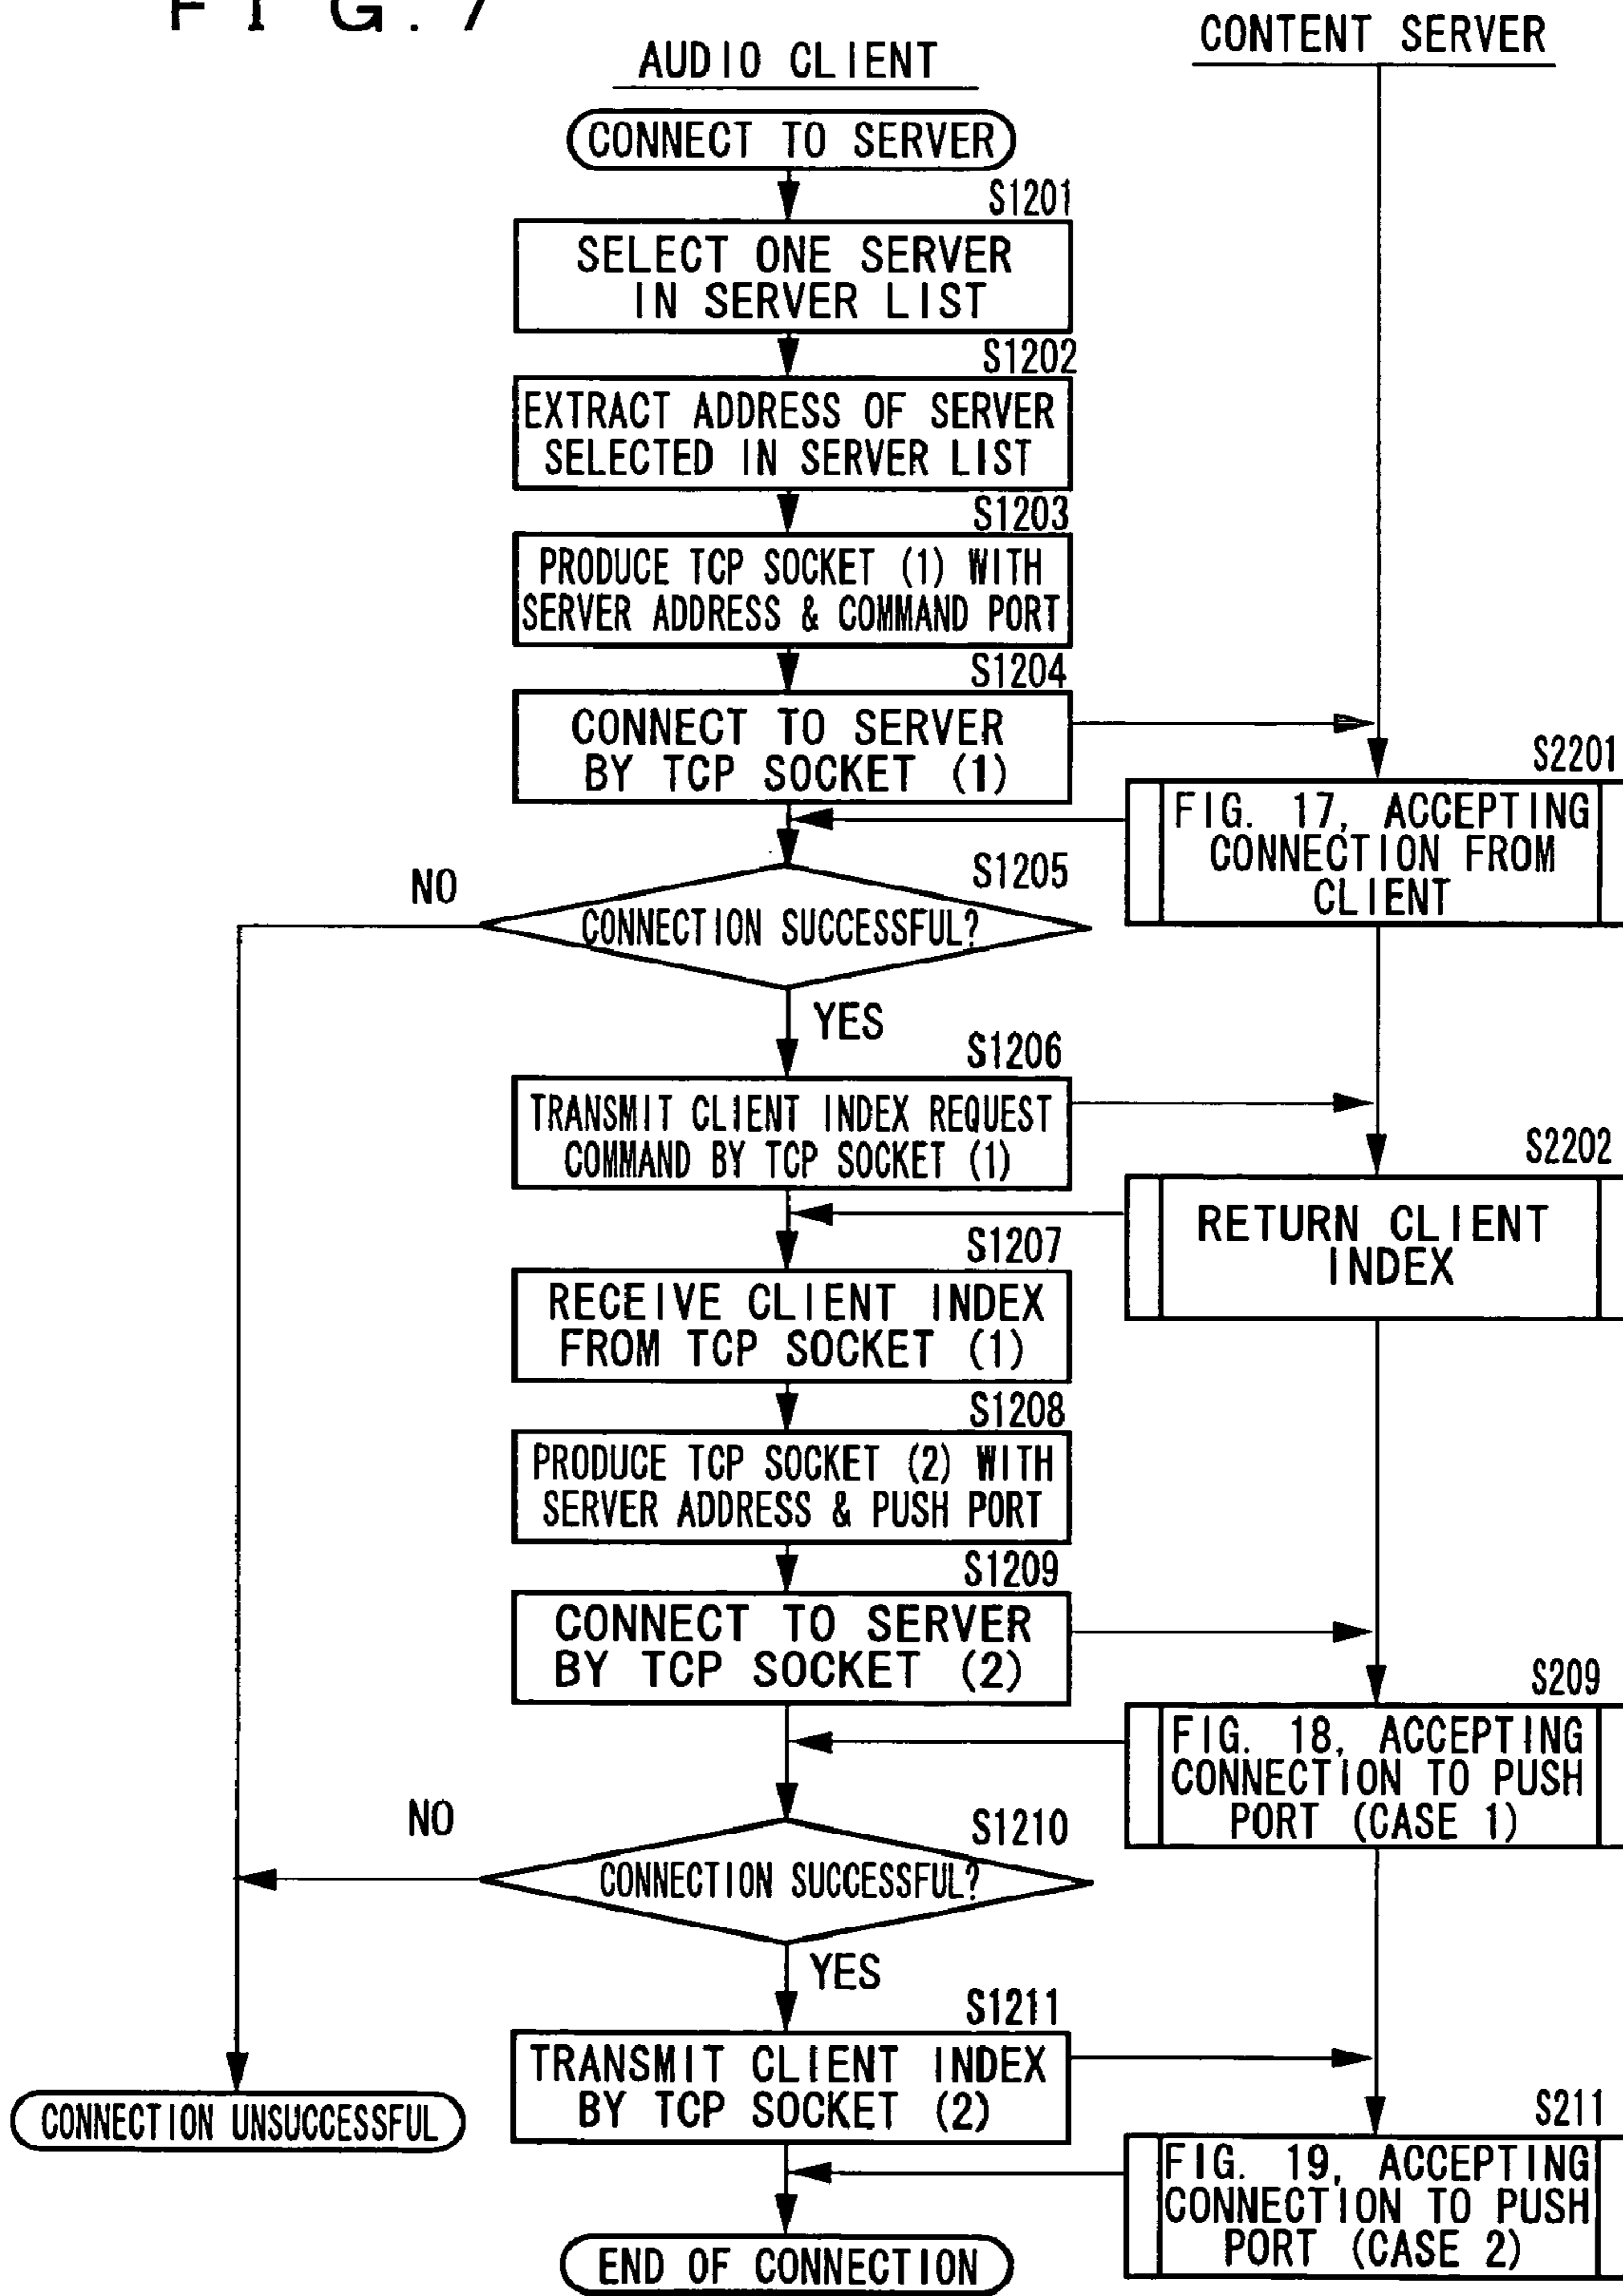 FIG. 7
AUDIO CLIENT
CONTENT SERVER
CONNECT TO SERVER
S1201
SELECT ONE SERVER
IN SERVER LIST
S1202
EXTRACT ADDRESS OF SERVER
SELECTED IN SERVER LIST
S1203
PRODUCE TCP SOCKET (1) WITH
SERVER ADDRESS & COMMAND PORT
S1204
CONNECT TO SERVER
BY TCP SOCKET (1)
S2201
FIG. 17, ACCEPTING
CONNECTION FROM
CLIENT
S1205
NO
CONNECTION SUCCESSFUL?
YES
S1206
TRANSMIT CLIENT INDEX REQUEST
COMMAND BY TCP SOCKET (1)
S2202
RETURN CLIENT
INDEX
S1207
RECEIVE CLIENT INDEX
FROM TCP SOCKET (1)
S1208
PRODUCE TCP SOCKET (2) WITH
SERVER ADDRESS & PUSH PORT
S1209
CONNECT TO SERVER
BY TCP SOCKET (2)
S209
FIG. 18, ACCEPTING
CONNECTION TO PUSH
PORT (CASE 1)
NO
S1210
CONNECTION SUCCESSFUL?
YES
S1211
TRANSMIT CLIENT INDEX
BY TCP SOCKET (2)
CONNECTION UNSUCCESSFUL
S211
FIG. 19, ACCEPTING
CONNECTION TO PUSH
PORT (CASE 2)
END OF CONNECTION